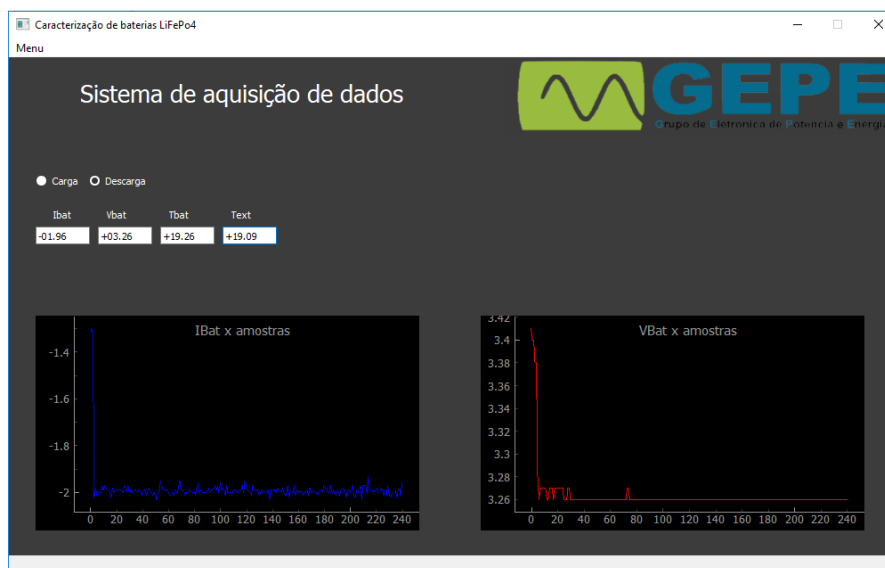 Caracterização de baterias LiFePo4
Menu
Sistema de aquisição de dados
GEPE
Grupo de Eletronica de Potencia e Energia
Carga Descarga
Ibat Vbat Tbat Text
-01.96 +03.26 +19.26 +19.09
IBat x amostras
-1.4
-1.6
-1.8
-2
0 20 40 60 80 100 120 140 160 180 200 220 240
VBat x amostras
3.42
3.4
3.38
3.36
3.34
3.32
3.3
3.28
3.26
0 20 40 60 80 100 120 140 160 180 200 220 240